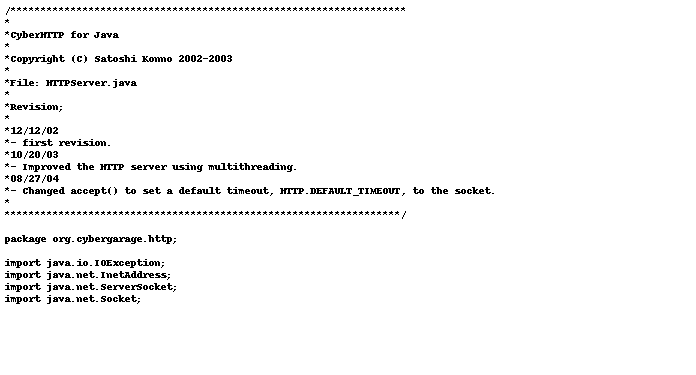 /******************************************************************
*
*CyberHTTP for Java
*
*Copyright (C) Satoshi Konno 2002-2003
*
*File: HTTPServer.java
*
*Revision;
*
*12/12/02
*- first revision.
*10/20/03
*- Improved the HTTP server using multithreading.
*08/27/04
*- Changed accept() to set a default timeout, HTTP.DEFAULT_TIMEOUT, to the socket.
*
******************************************************************/
package org.cybergarage.http;
import java.io.IOException;
import java.net.InetAddress;
import java.net.ServerSocket;
import java.net.Socket;